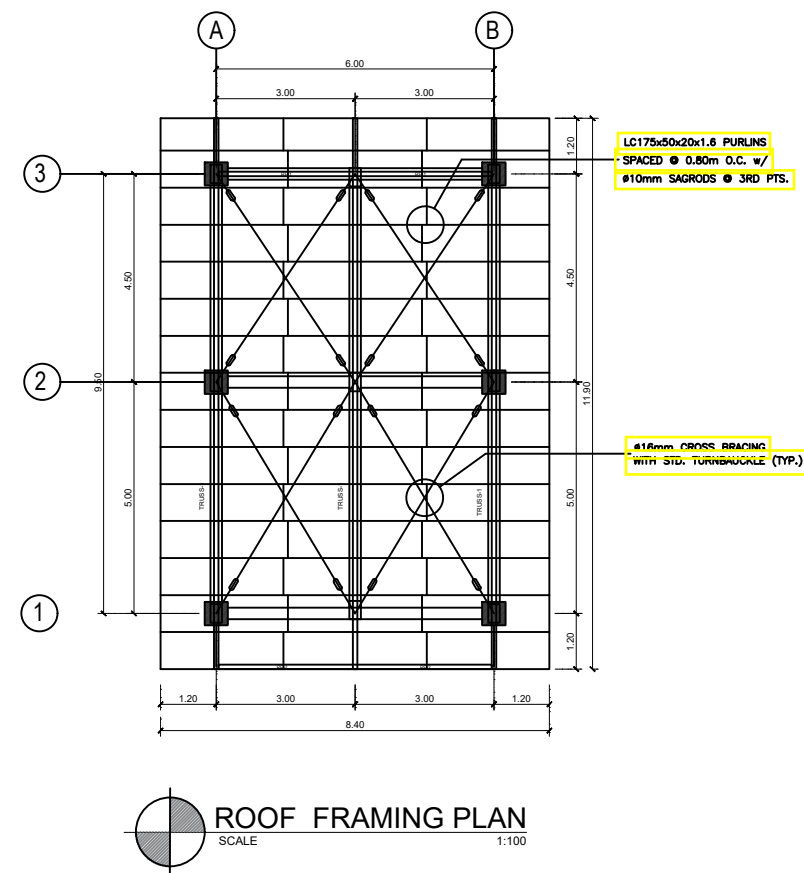 A
B
6.00
3.00
3.00
1.20
LC175x50x20x1.6 PURLINS
SPACED @ 0.80m O.C. w/
ø10mm SAGRODS @ 3RD PTS.
3
4.50
4.50
2
9.50
11.90
ø16mm CROSS BRACING
WITH STD. TURNBAUCKLE (TYP.)
5.00
TRUSS-
TRUSS-
TRUSS-1
5.00
1
1.20
1.20
3.00
3.00
1.20
8.40
ROOF FRAMING PLAN
SCALE
1:100